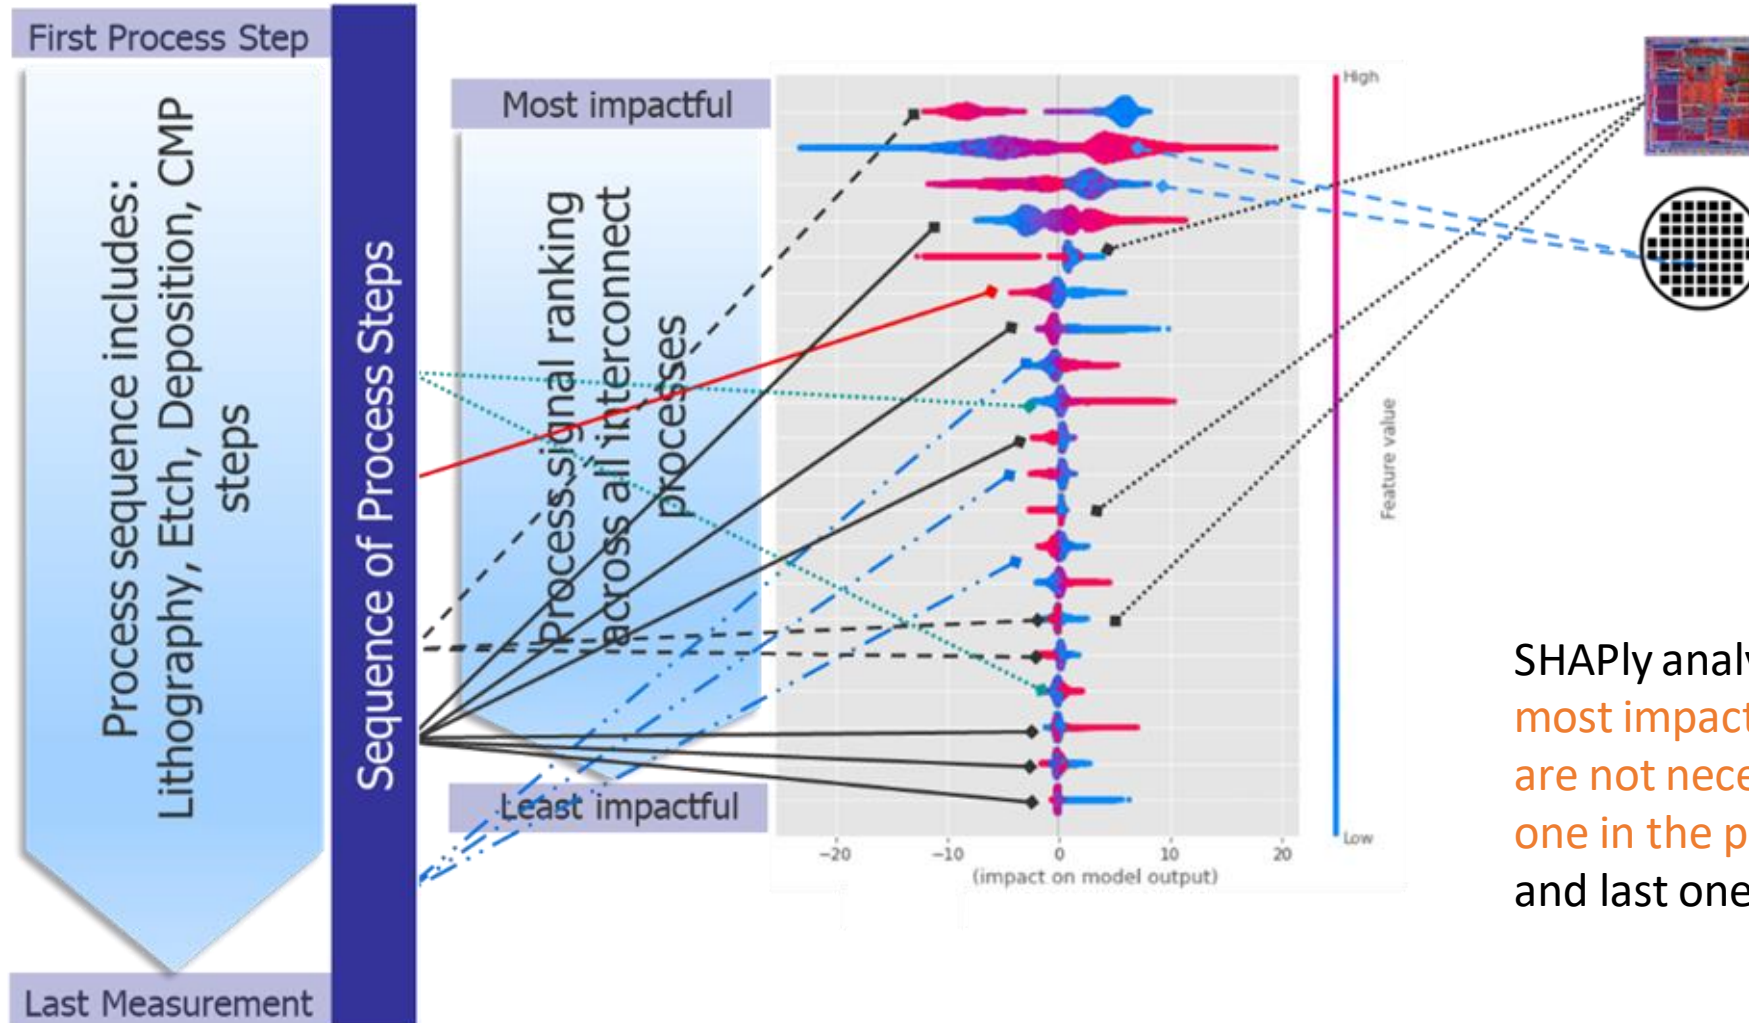 First Process Step
Process sequence includes:
Lithography, Etch, Deposition, CMP
steps
Last Measurement
Sequence of Process Steps
Most impactful
Process signal ranking
across all interconnect
processes
Least impactful
High
Feature value
Low
−20 −10 0 10 20
(impact on model output)
SHAPly
most impact
are not
one in the
and last one